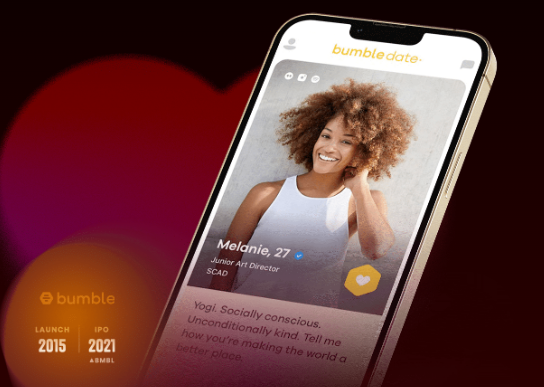 bumble date
Melanie, 27
Junior Art Director
SCAD
Yogi. Socially conscious.
Unconditionally kind. Tell me
how you're making the world a
better place.
bumble
LAUNCH
2015
IPO
2021
▲BMBL